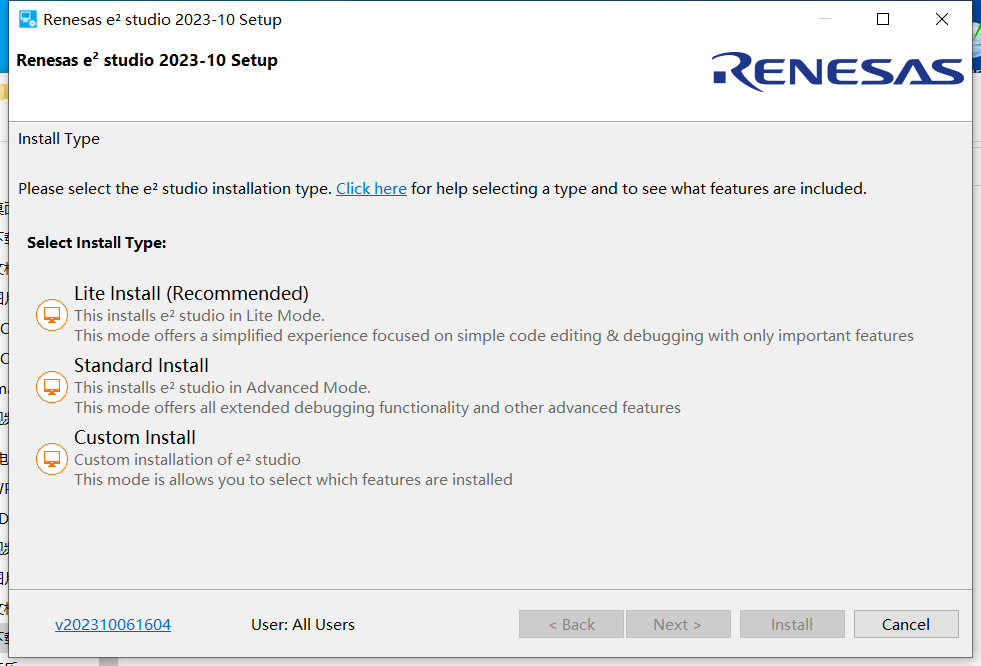 Renesas e² studio 2023-10 Setup
Renesas e² studio 2023-10 Setup
RENESAS
Install Type
Please select the e² studio installation type. Click here for help selecting a type and to see what features are included.
Select Install Type:
Lite Install (Recommended)
This installs e² studio in Lite Mode.
This mode offers a simplified experience focused on simple code editing & debugging with only important features
Standard Install
This installs e² studio in Advanced Mode.
This mode offers all extended debugging functionality and other advanced features
Custom Install
Custom installation of e² studio
This mode is allows you to select which features are installed
v202310061604
User: All Users
< Back
Next >
Install
Cancel